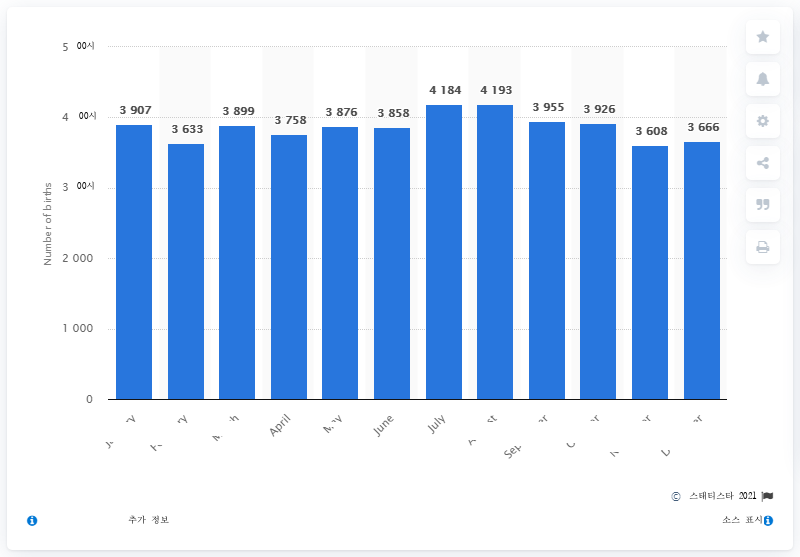 5 00시
4 184 4 193
3 955 3 926
3 907 3 899 3 876 3 858
4 00시
3 758
3 633 3 608 3 666
3 00시
Number of births
2 000
1 000
0
April June July
© 스태티스타 2021
추가 정보 소스 표시